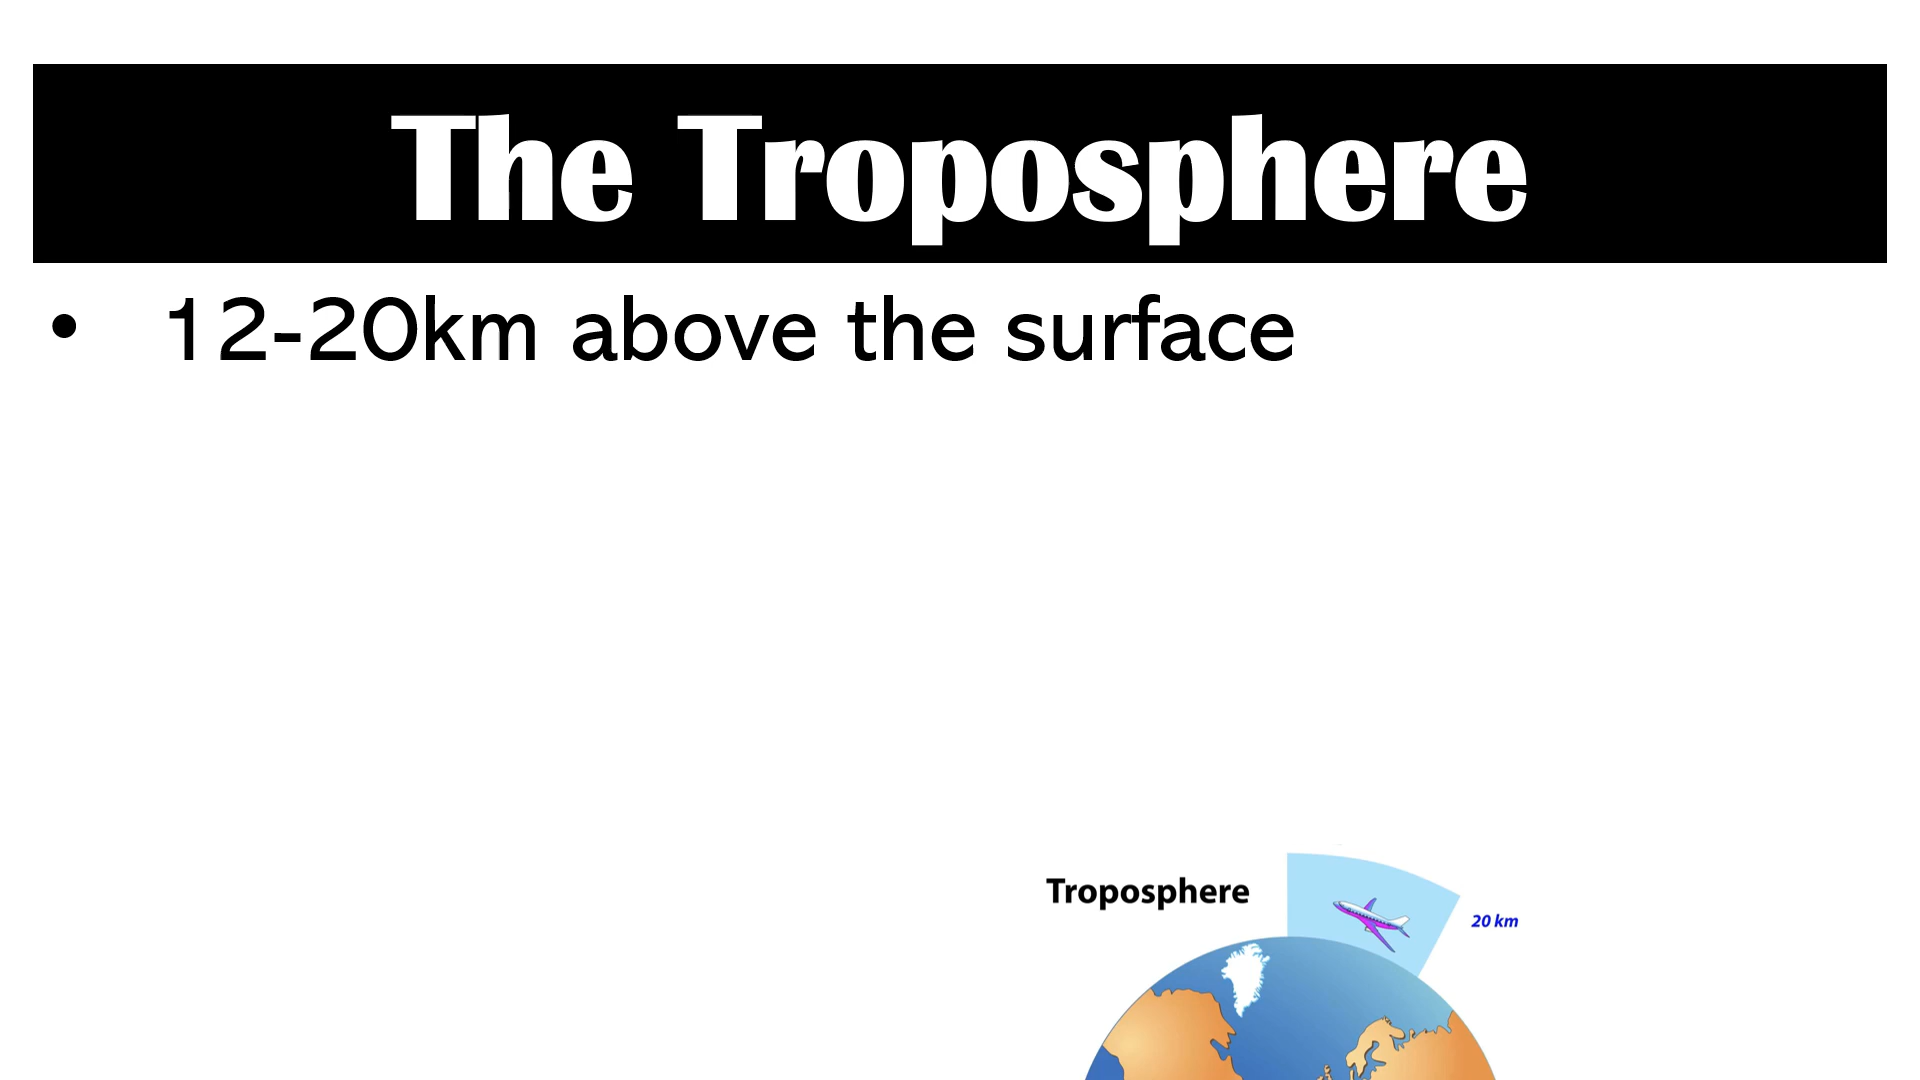 The Troposphere
• 12-20km above the surface
Troposphere
20 km